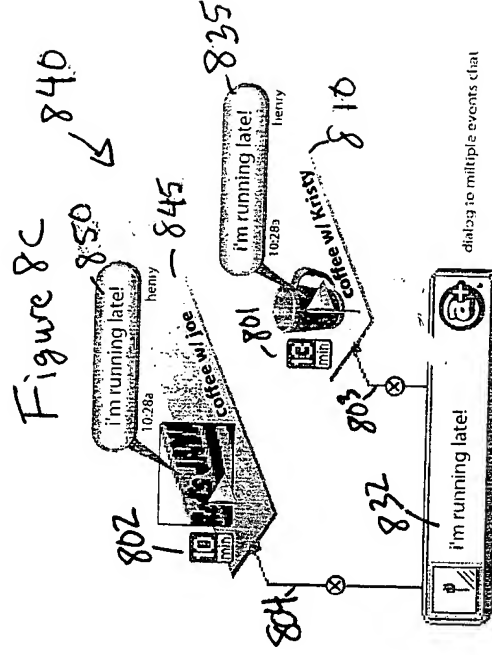 Figure 8C
840
850
i'm running late!
henry
10:28a
845
802
10
min
coffee w/ joe
835
i'm running late!
henry
10:28a
801
13
min
coffee w/ Kristy
810
804
803
832
i'm running late!
a+
dialog to miltiple events chat